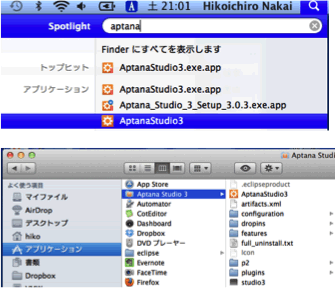 土 21:01 Hikoichiro Nakai
Spotlight aptana
Finder にすべてを表示します
トップヒット AptanaStudio3.exe.app
アプリケーション AptanaStudio3.exe.app
Aptana_Studio_3_Setup_3.0.3.exe.app
AptanaStudio3
Aptana Studi
よく使う項目
マイファイル
AirDrop
デスクトップ
hiko
アプリケーション
書類
Dropbox
App Store
Aptana Studio 3
Automator
CotEditor
Dashboard
Dropbox
DVD プレーヤー
eclipse
Evernote
FaceTime
Firefox
.eclipseproduct
AptanaStudio3
artifacts.xml
configuration
dropins
features
full_uninstall.txt
Icon
p2
plugins
studio3